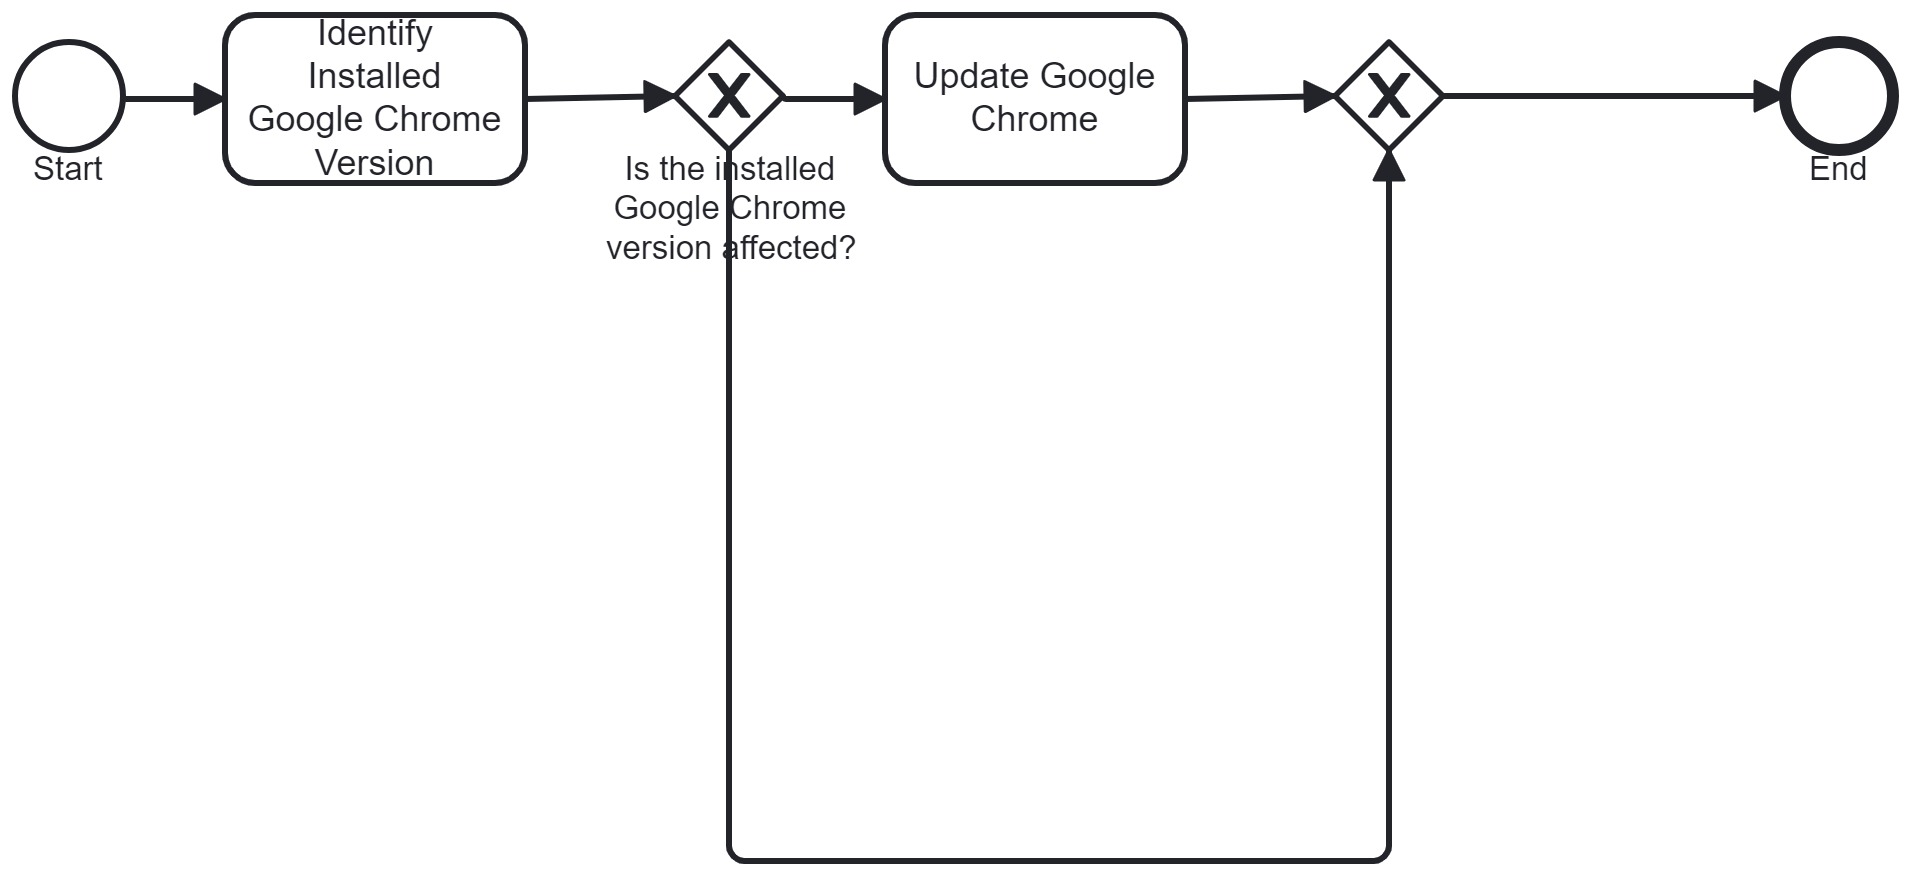 Start
Identify
Installed
Google Chrome
Version
X
Is the installed
Google Chrome
version affected?
Update Google
Chrome
X
End